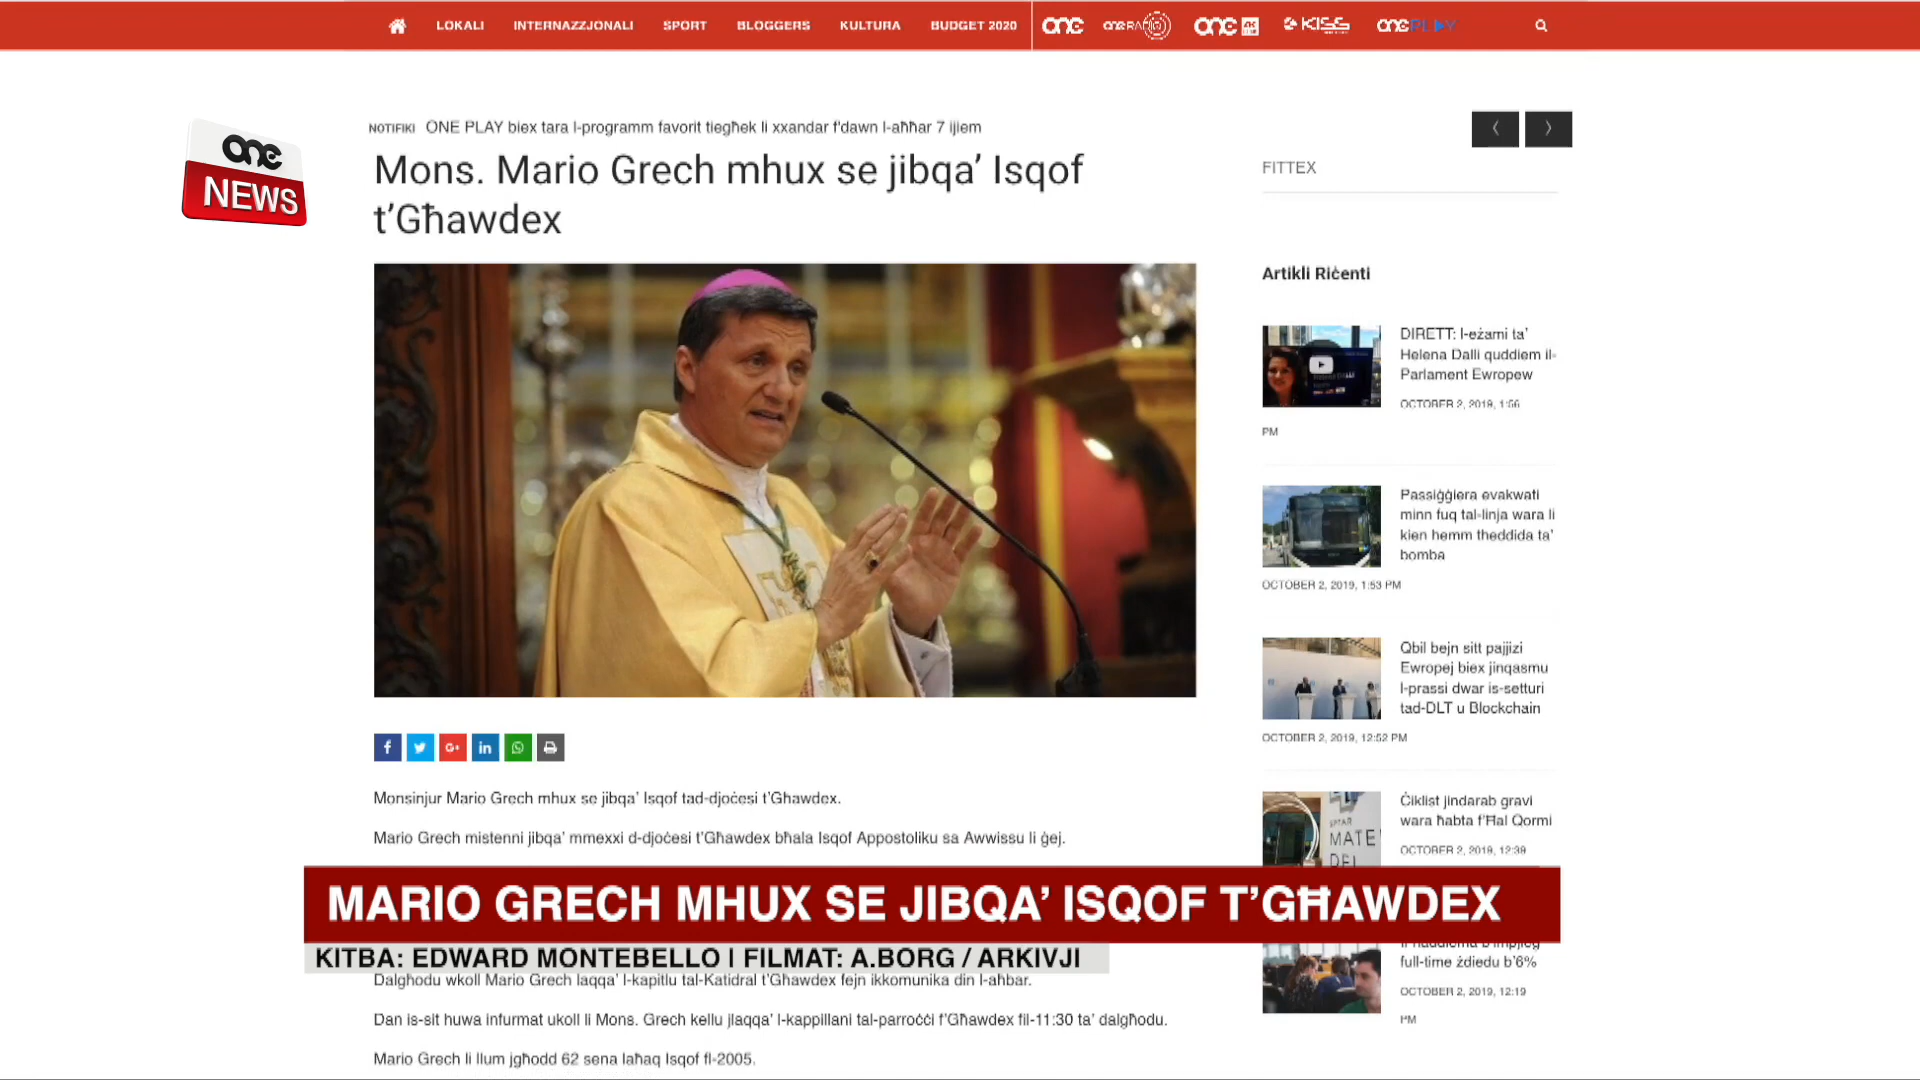 LOKALI INTERNAZZJONALI SPORT BLOGGERS KULTURA BUDGET 2020 ONE ONE RADIO ONE KISS ONE PLAY
NOTIFIKI ONE PLAY biex tara l-programm favorit tiegħek li xxandar f'dawn l-aħħar 7 ijiem
one
NEWS
Mons. Mario Grech mhux se jibqa’ Isqof
t’Għawdex
FITTEX
Artikli Riċenti
DIRETT: l-eżami ta’
Helena Dalli quddiem il-
Parlament Ewropew
OCTOBER 2, 2019, 1:56
PM
Passiġġiera evakwati
minn fuq tal-linja wara li
kien hemm theddida ta’
bomba
OCTOBER 2, 2019, 1:53 PM
Qbil bejn sitt pajjizi
Ewropej biex jinqasmu
l-prassi dwar is-setturi
tad-DLT u Blockchain
OCTOBER 2, 2019, 12:52 PM
Ċiklist jindarab gravi
wara ħabta f’Ħal Qormi
OCTOBER 2, 2019, 12:39
MATE
DEI
full-time żdiedu b’6%
OCTOBER 2, 2019, 12:19
PM
Monsinjur Mario Grech mhux se jibqa’ Isqof tad-djoċesi t’Għawdex.
Mario Grech mistenni jibqa’ mmexxi d-djoċesi t’Għawdex bħala Isqof Appostoliku sa Awwissu li ġej.
MARIO GRECH MHUX SE JIBQA’ ISQOF T’GĦAWDEX
KITBA: EDWARD MONTEBELLO | FILMAT: A.BORG / ARKIVJI
Dalgħodu wkoll Mario Grech laqqa’ l-kapitlu tal-Katidral t’Għawdex fejn ikkomunika din l-aħbar.
Dan is-sit huwa infurmat ukoll li Mons. Grech kellu jlaqqa’ l-kappillani tal-parroċċi f’Għawdex fil-11:30 ta’ dalgħodu.
Mario Grech li llum jgħodd 62 sena laħaq Isqof fl-2005.